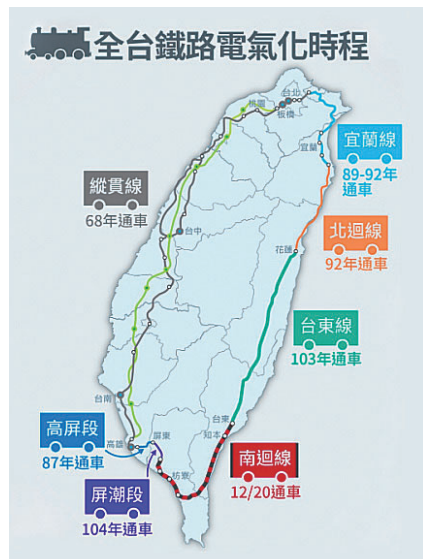 全台鐵路電氣化時程
台北
桃園
板橋
宜蘭
宜蘭線
89-92年
通車
縱貫線
68年通車
北迴線
92年通車
台中
花蓮
台東線
103年通車
台南
高屏段
87年通車
高雄
屏東
台東
知本
枋寮
南迴線
12/20通車
屏潮段
104年通車